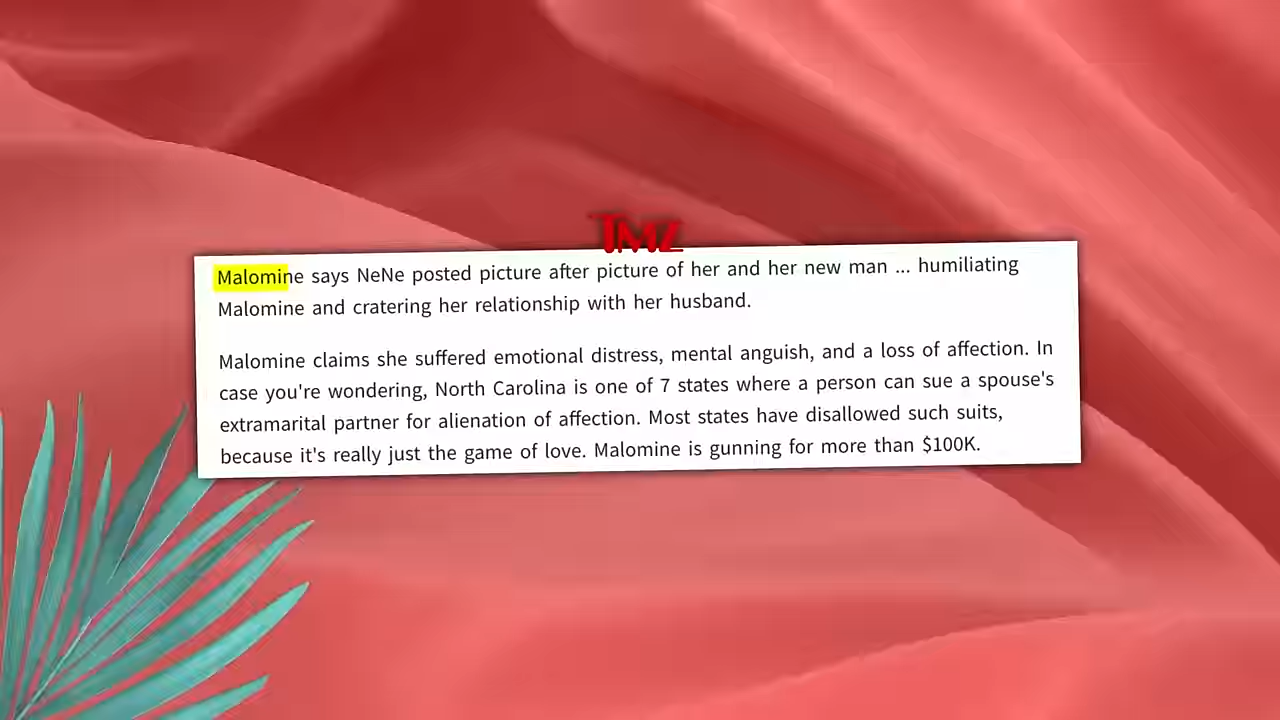 TMZ
Malomine says NeNe posted picture after picture of her and her new man ... humiliating
Malomine and cratering her relationship with her husband.
Malomine claims she suffered emotional distress, mental anguish, and a loss of affection. In
case you're wondering, North Carolina is one of 7 states where a person can sue a spouse's
extramarital partner for alienation of affection. Most states have disallowed such suits,
because it's really just the game of love. Malomine is gunning for more than $100K.